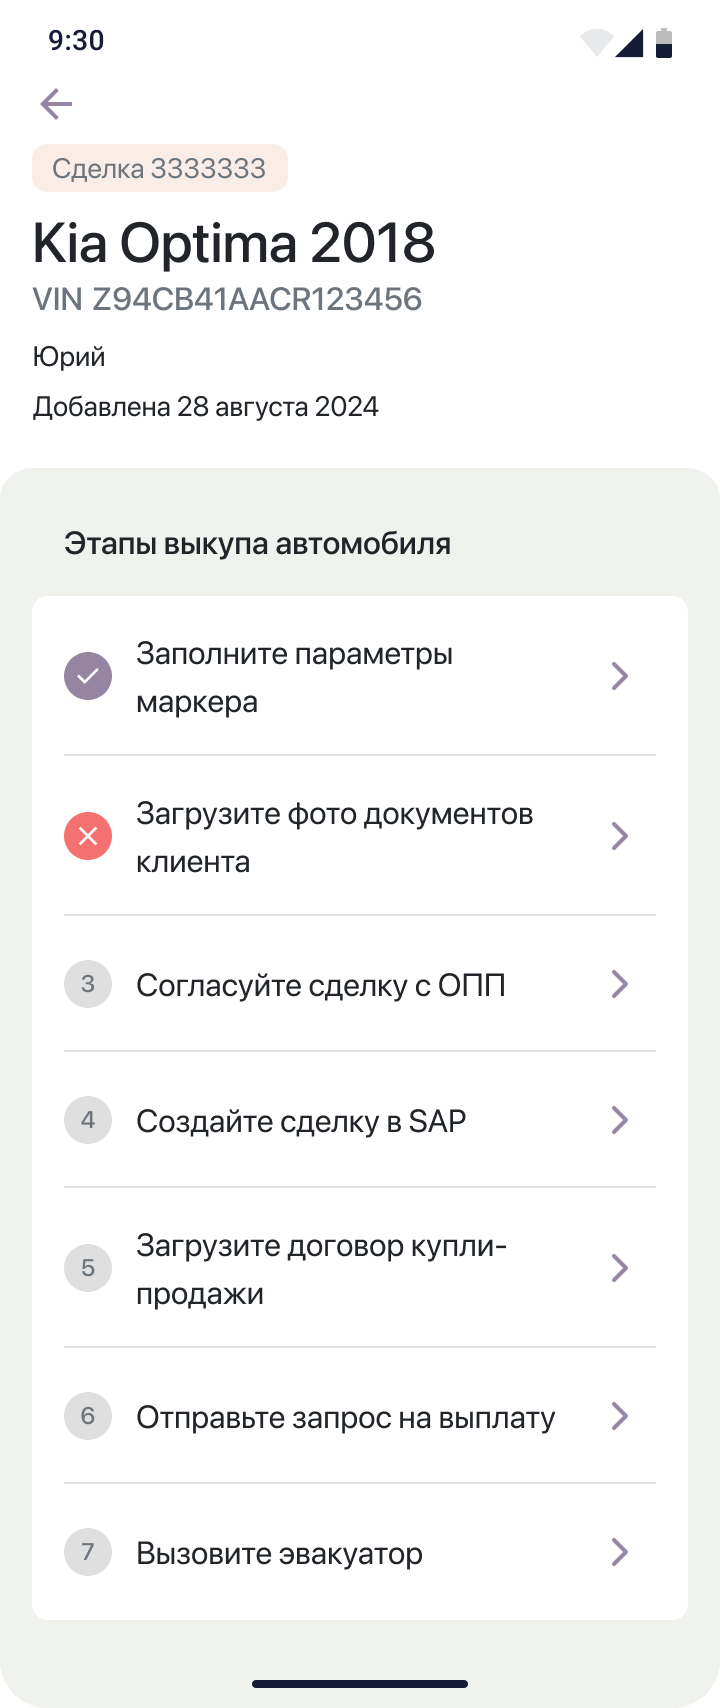 9:30
Сделка 3333333
Kia Optima 2018
VIN Z94CB41AACR123456
Юрий
Добавлена 28 августа 2024
Этапы выкупа автомобиля
Заполните параметры
маркера
Загрузите фото документов
клиента
3 Согласуйте сделку с ОПП
4 Создайте сделку в SAP
5 Загрузите договор купли-
продажи
6 Отправьте запрос на выплату
7 Вызовите эвакуатор